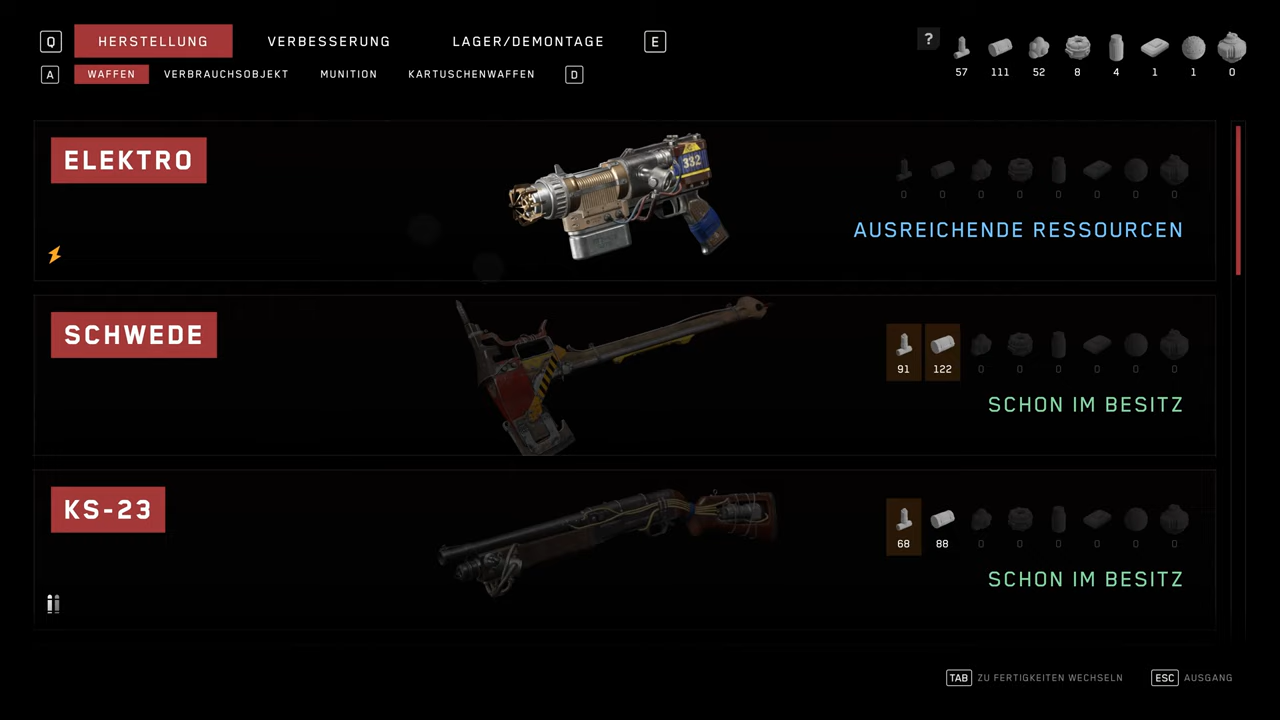 Q HERSTELLUNG VERBESSERUNG LAGER/DEMONTAGE E ?
57 111 52 8 4 1 1 0
A WAFFEN VERBRAUCHSOBJEKT MUNITION KARTUSCHENWAFFEN D
ELEKTRO
332
0 0 0 0 0 0 0 0
AUSREICHENDE RESSOURCEN
SCHWEDE
91 122 0 0 0 0 0 0
SCHON IM BESITZ
KS-23
68 88 0 0 0 0 0 0
SCHON IM BESITZ
TAB ZU FERTIGKEITEN WECHSELN ESC AUSGANG